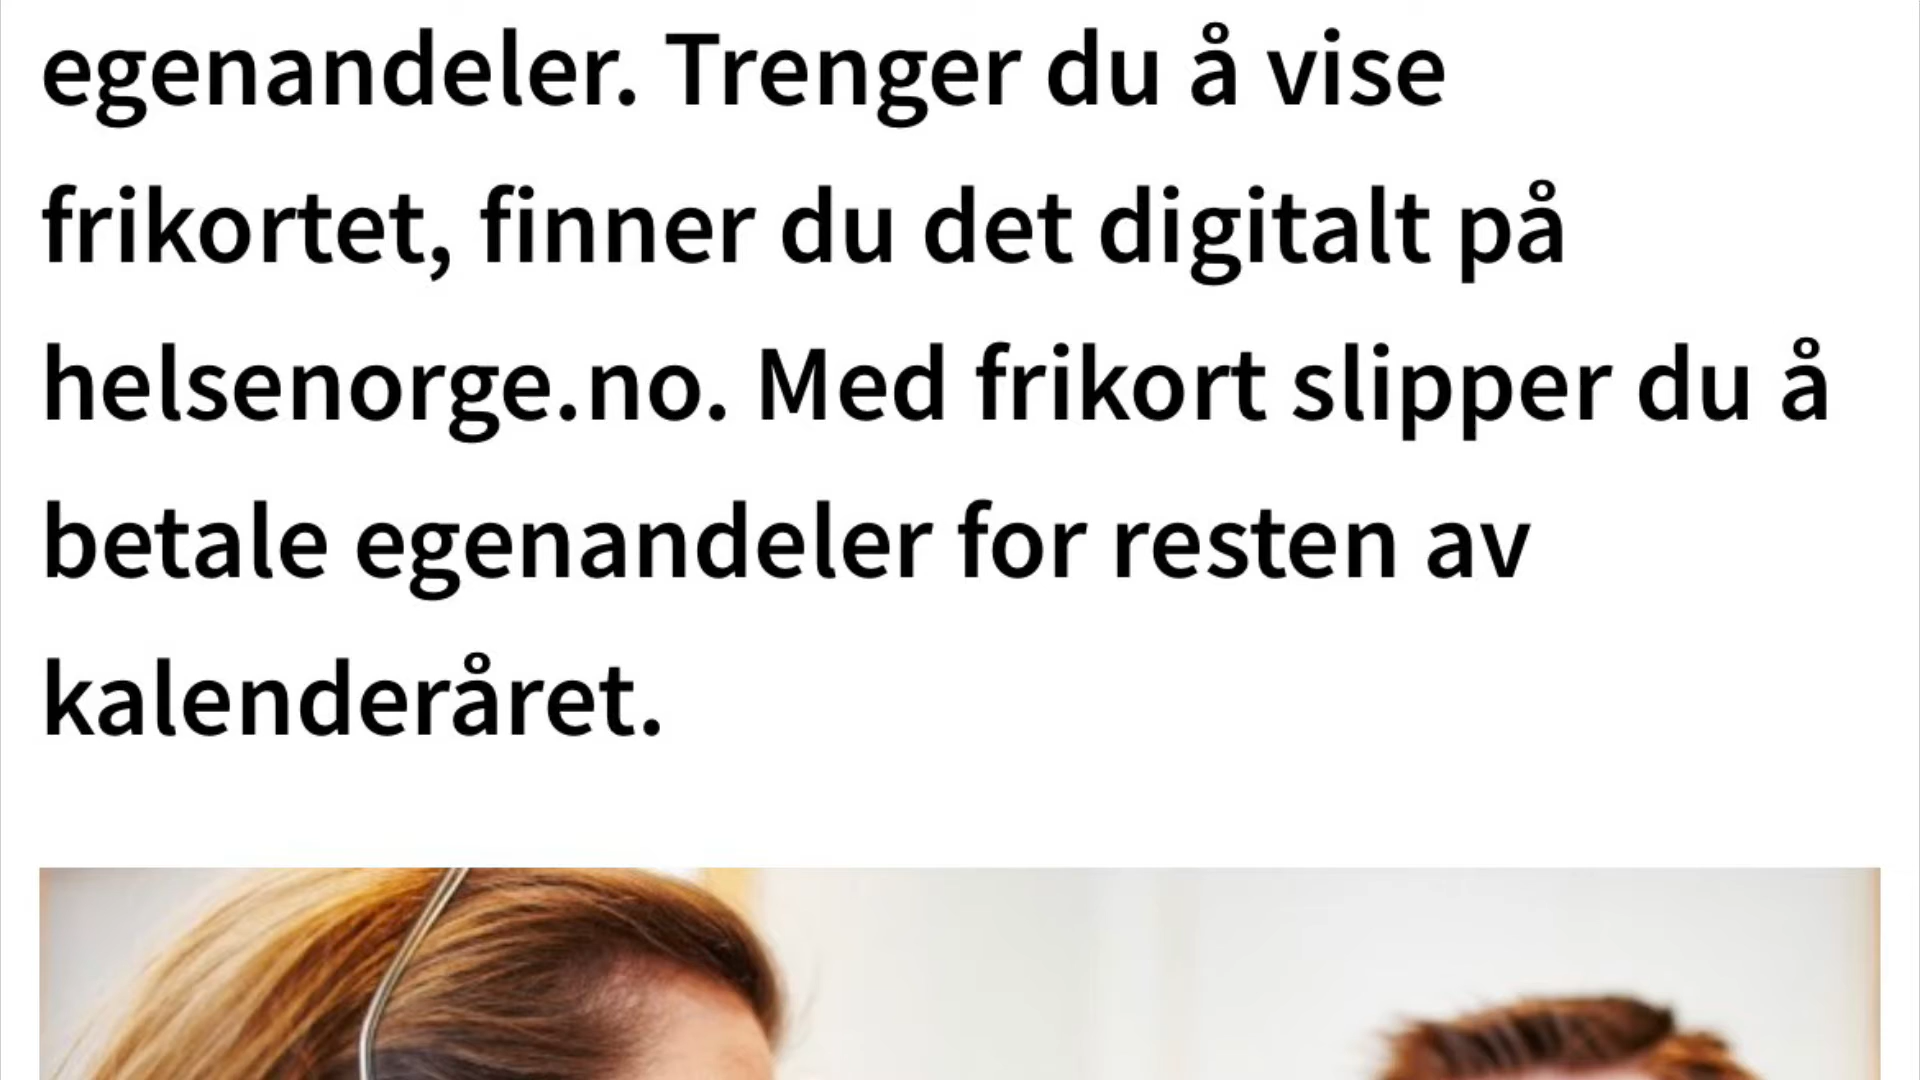 egenandeler. Trenger du å vise
frikortet, finner du det digitalt på
helsenorge.no. Med frikort slipper du å
betale egenandeler for resten av
kalenderåret.